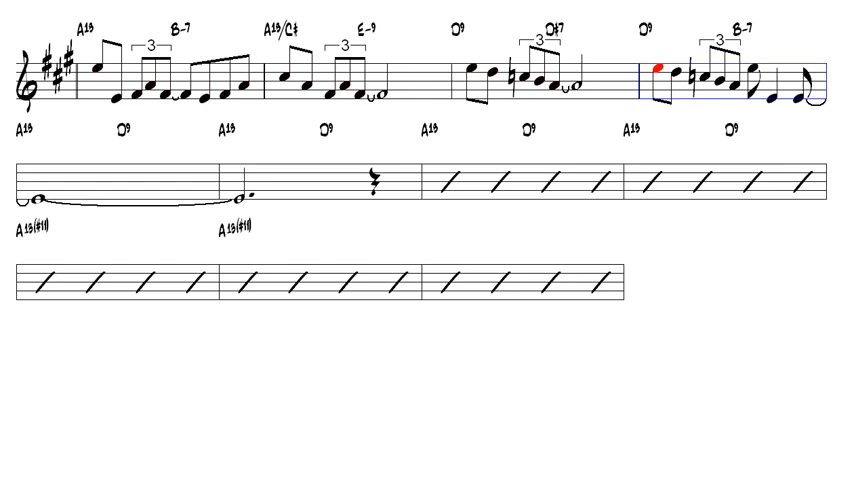 A13 B-7 A13/C# E-9 D9 D#7 D9 B-7
3 3 3 3
A13 D9 A13 D9 A13 D9 A13 D9
A13(#11) A13(#11)